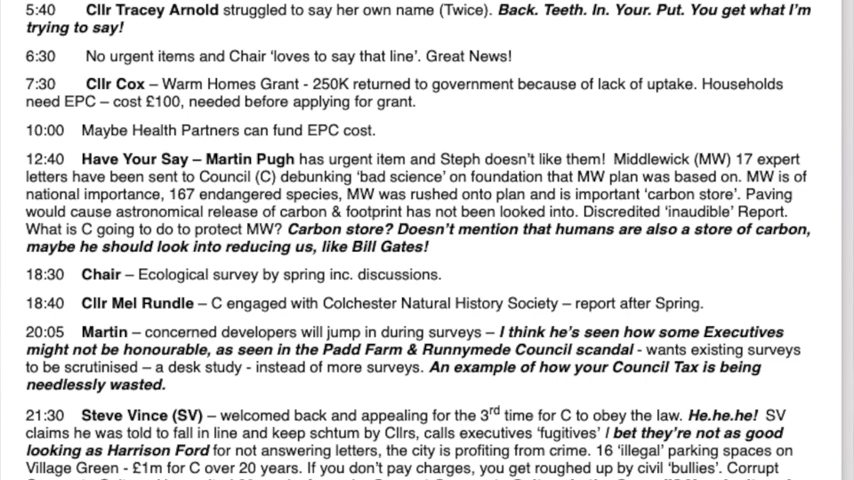 5:40 Cllr Tracey Arnold struggled to say her own name (Twice). Back. Teeth. In. Your. Put. You get what I'm
trying to say!
6:30 No urgent items and Chair 'loves to say that line'. Great News!
7:30 Cllr Cox – Warm Homes Grant - 250K returned to government because of lack of uptake. Households
need EPC – cost £100, needed before applying for grant.
10:00 Maybe Health Partners can fund EPC cost.
12:40 Have Your Say – Martin Pugh has urgent item and Steph doesn't like them! Middlewick (MW) 17 expert
letters have been sent to Council (C) debunking 'bad science' on foundation that MW plan was based on. MW is of
national importance, 167 endangered species, MW was rushed onto plan and is important 'carbon store'. Paving
would cause astronomical release of carbon & footprint has not been looked into. Discredited 'inaudible' Report.
What is C going to do to protect MW? Carbon store? Doesn't mention that humans are also a store of carbon,
maybe he should look into reducing us, like Bill Gates!
18:30 Chair – Ecological survey by spring inc. discussions.
18:40 Cllr Mel Rundle – C engaged with Colchester Natural History Society – report after Spring.
20:05 Martin – concerned developers will jump in during surveys – I think he's seen how some Executives
might not be honourable, as seen in the Padd Farm & Runnymede Council scandal - wants existing surveys
to be scrutinised – a desk study - instead of more surveys. An example of how your Council Tax is being
needlessly wasted.
21:30 Steve Vince (SV) – welcomed back and appealing for the 3rd time for C to obey the law. He.he.he! SV
claims he was told to fall in line and keep schtum by Cllrs, calls executives 'fugitives' I bet they're not as good
looking as Harrison Ford for not answering letters, the city is profiting from crime. 16 'illegal' parking spaces on
Village Green - £1m for C over 20 years. If you don't pay charges, you get roughed up by civil 'bullies'. Corrupt